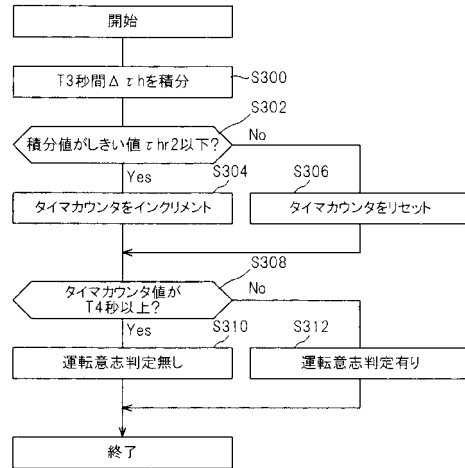 開始
T3秒間Δτhを積分
S300
積分値がしきい値τhr2以下?
S302
No
Yes
S304
S306
タイマカウンタをインクリメント
タイマカウンタをリセット
タイマカウンタ値が
T4秒以上?
S308
No
Yes
S310
S312
運転意志判定無し
運転意志判定有り
終了